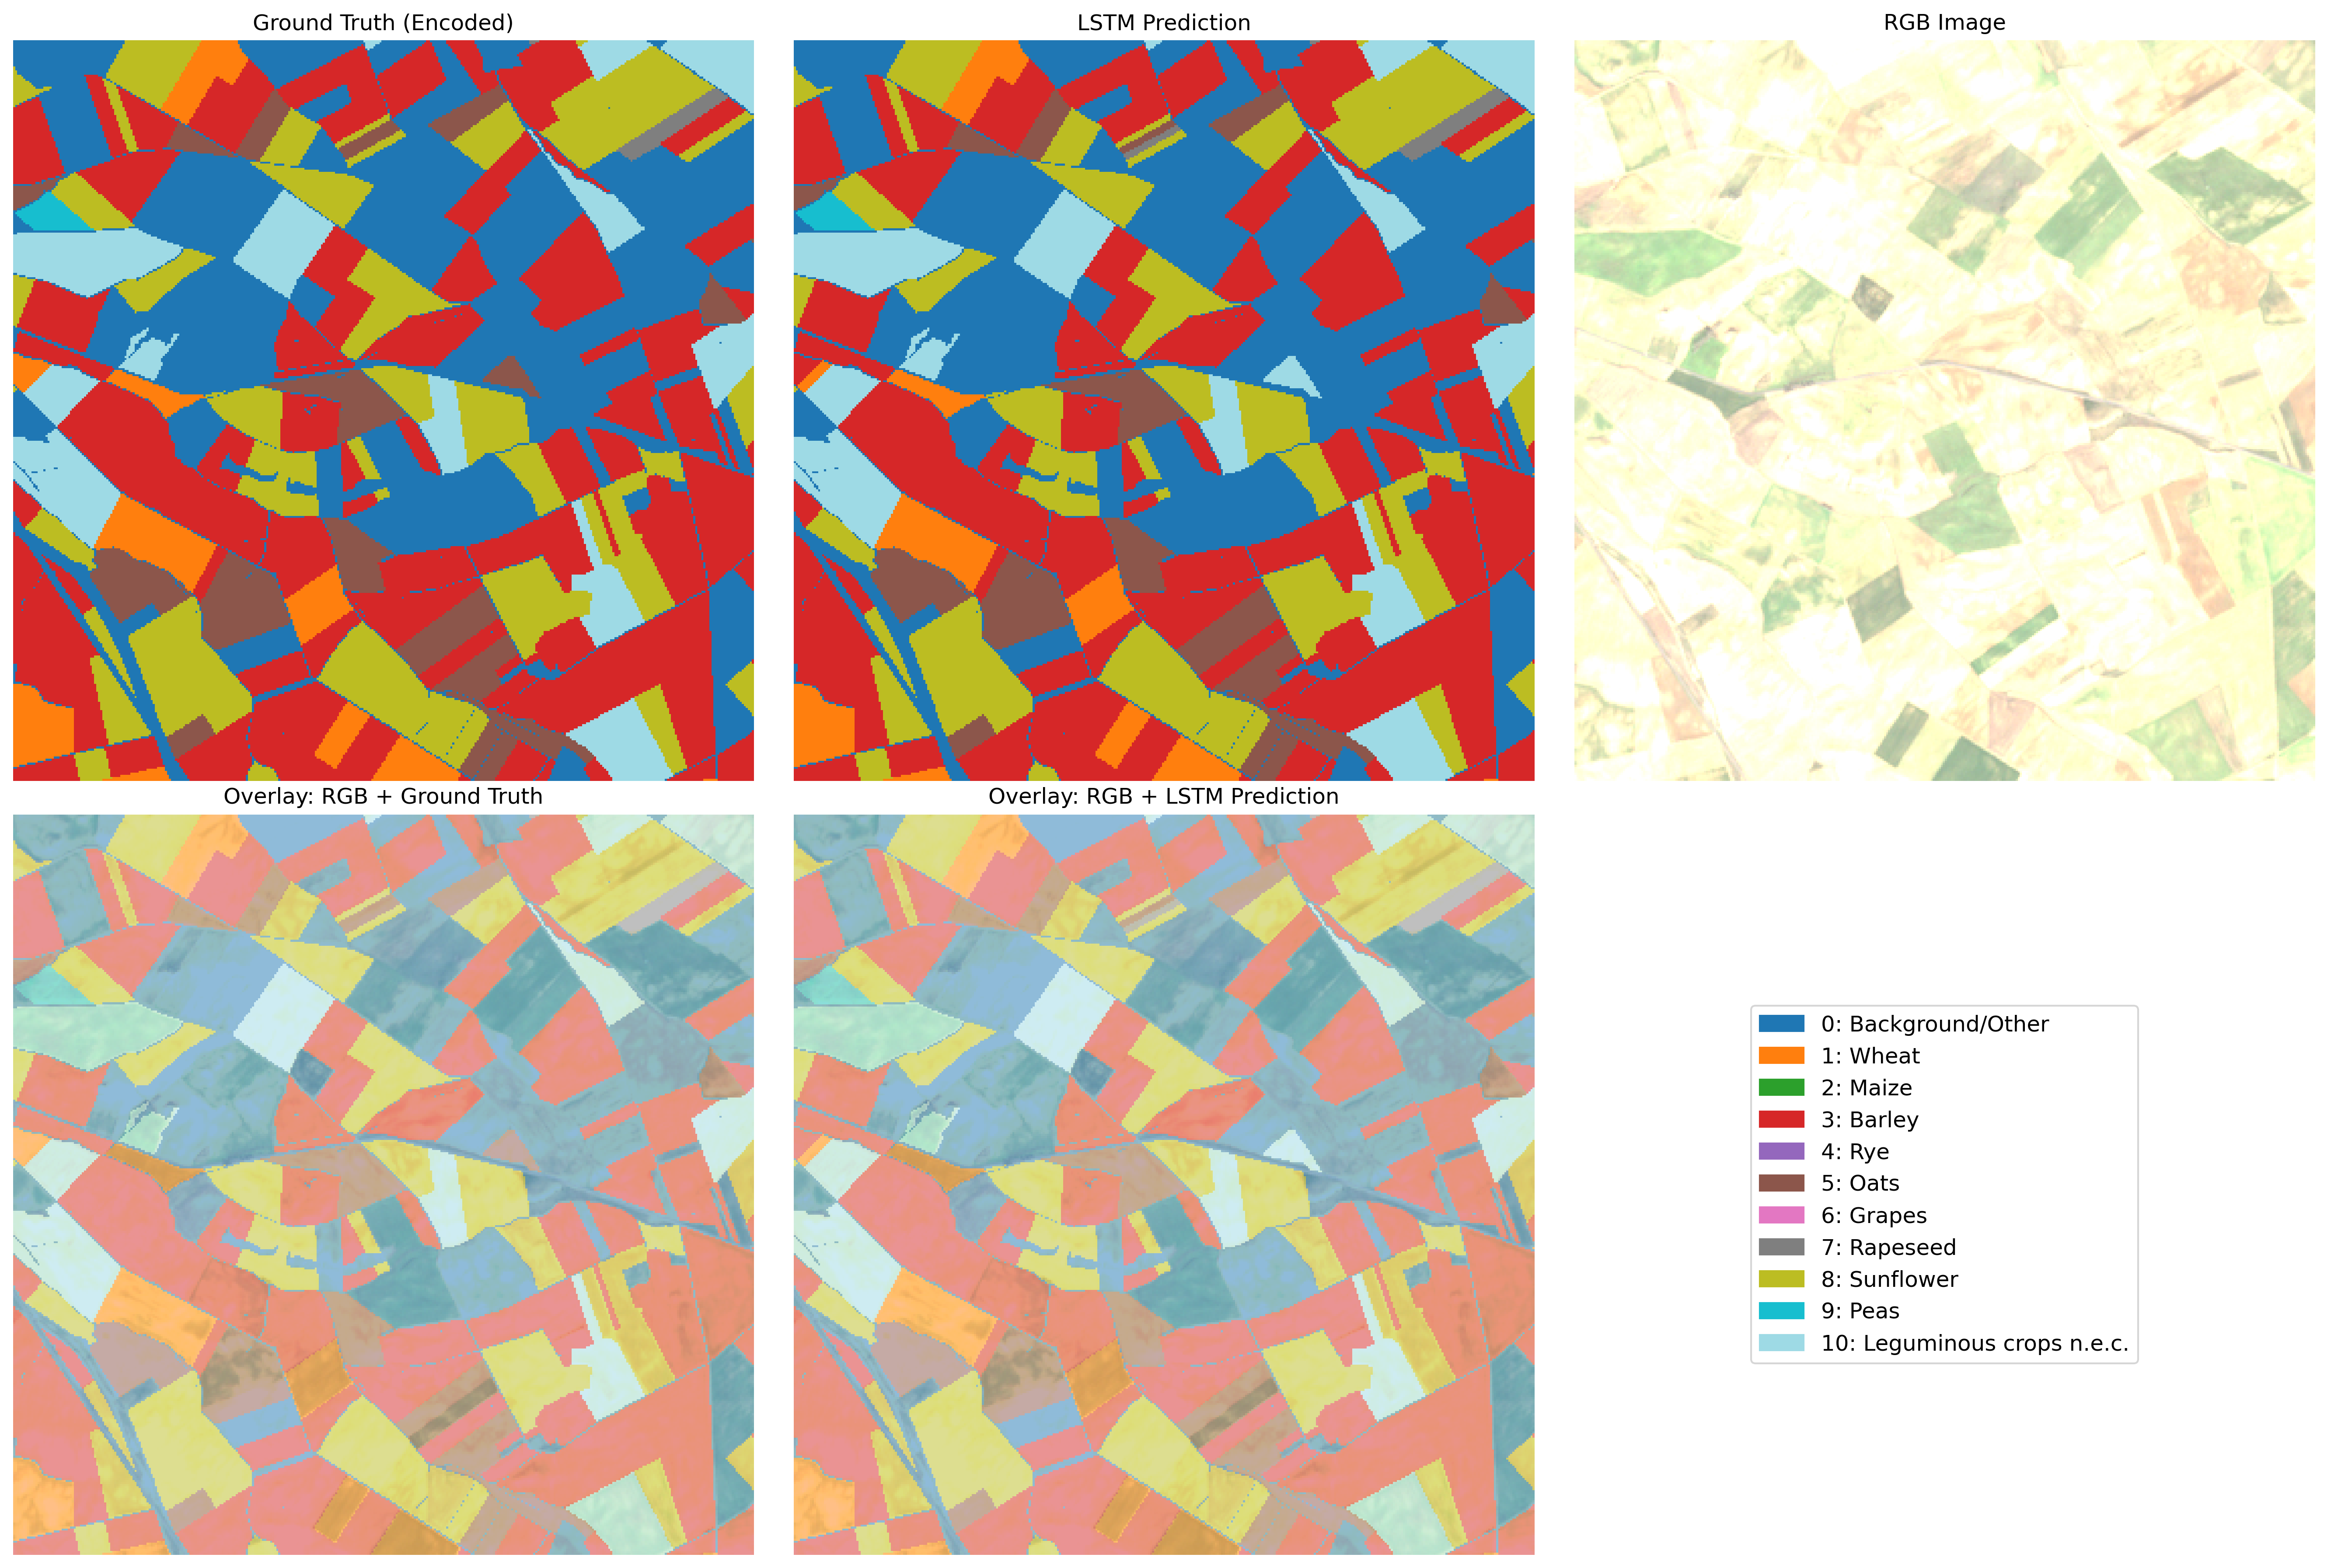 Ground Truth (Encoded)
LSTM Prediction
RGB Image
Overlay: RGB + Ground Truth
Overlay: RGB + LSTM Prediction
0: Background/Other
1: Wheat
2: Maize
3: Barley
4: Rye
5: Oats
6: Grapes
7: Rapeseed
8: Sunflower
9: Peas
10: Leguminous crops n.e.c.